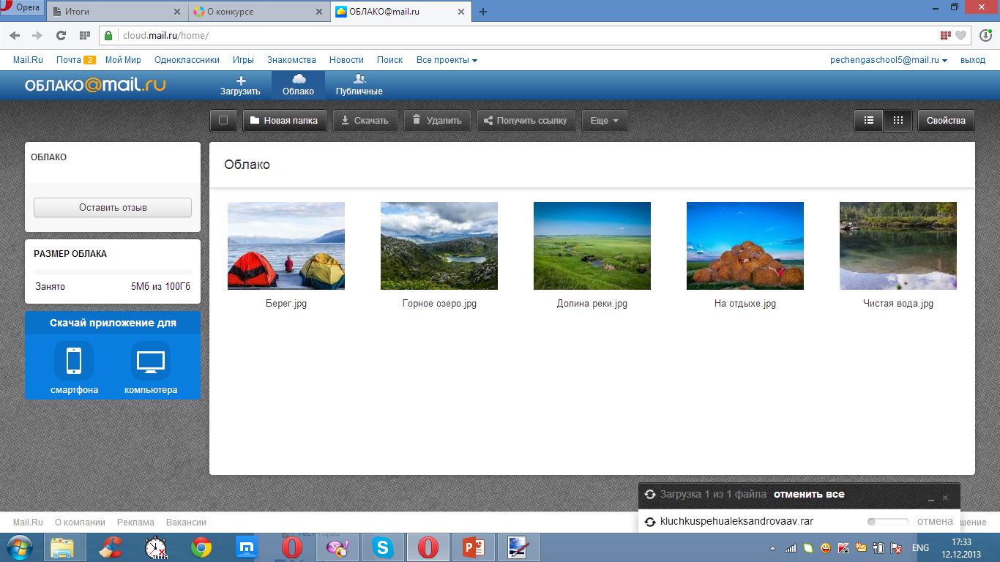 Opera
Итоги
О конкурсе
ОБЛАКО@mail.ru
cloud.mail.ru/home/
Mail.Ru Почта 2 Мой Мир Одноклассники Игры Знакомства Новости Поиск Все проекты
pechengaschool5@mail.ru выход
ОБЛАКО@mail.ru
Загрузить Облако Публичные
Новая папка Скачать Удалить Получить ссылку Еще
Свойства
ОБЛАКО
Оставить отзыв
РАЗМЕР ОБЛАКА
Занято 5Мб из 100Гб
Скачай приложение для
смартфона компьютера
Облако
Берег.jpg Горное озеро.jpg Долина реки.jpg На отдыхе.jpg Чистая вода.jpg
Загрузка 1 из 1 файла отменить все
kluchkuspehualeksandrovaav.rar отмена
Mail.Ru О компании Реклама Вакансии
TRANS
ENG
17:33
12.12.2013